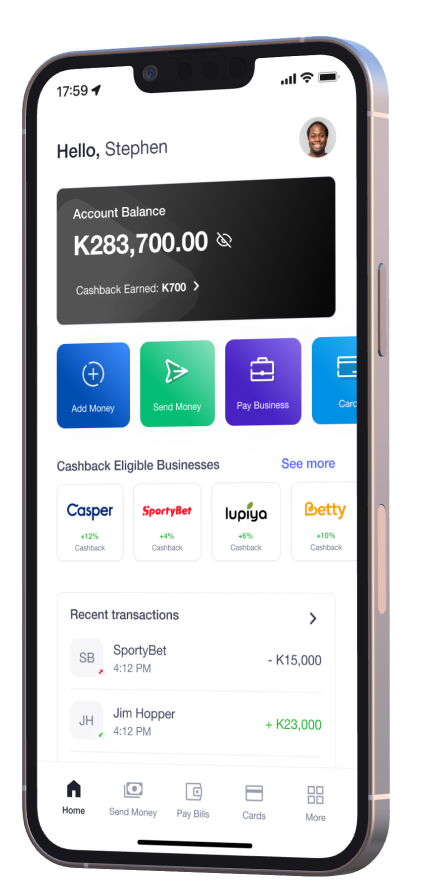 17:59
Hello, Stephen
Account Balance
K283,700.00
Cashback Earned: K700
Add Money
Send Money
Pay Business
Card
Cashback Eligible Businesses
See more
Casper
+12%
Cashback
SportyBet
+4%
Cashback
lupiya
+6%
Cashback
Betty
+10%
Cashback
Recent transactions
SB
SportyBet
4:12 PM
- K15,000
JH
Jim Hopper
4:12 PM
+ K23,000
Home
Send Money
Pay Bills
Cards
More